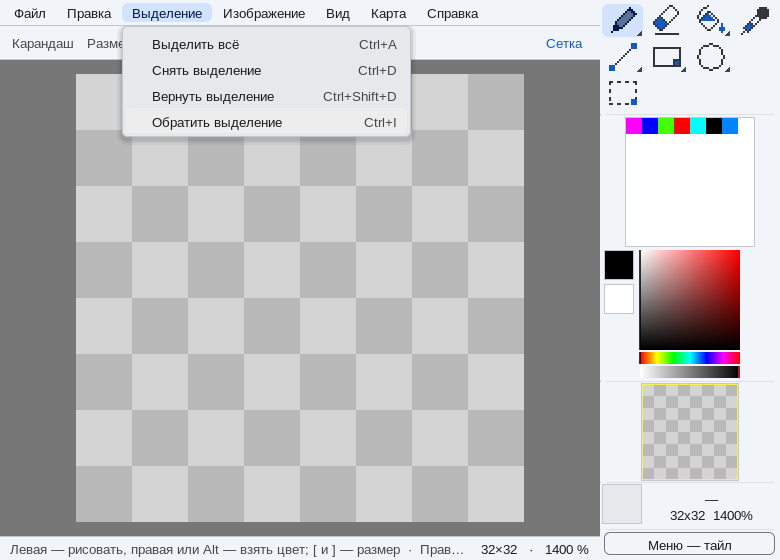 Файл Правка Выделение Изображение Вид Карта Справка
Карандаш Сетка
Выделить всё Ctrl+A
Снять выделение Ctrl+D
Вернуть выделение Ctrl+Shift+D
Обратить выделение Ctrl+I
—
32x32 1400%
Меню — тайл
Левая — рисовать, правая или Alt — взять цвет; [ и ] — размер · Прав… 32×32 · 1400 %